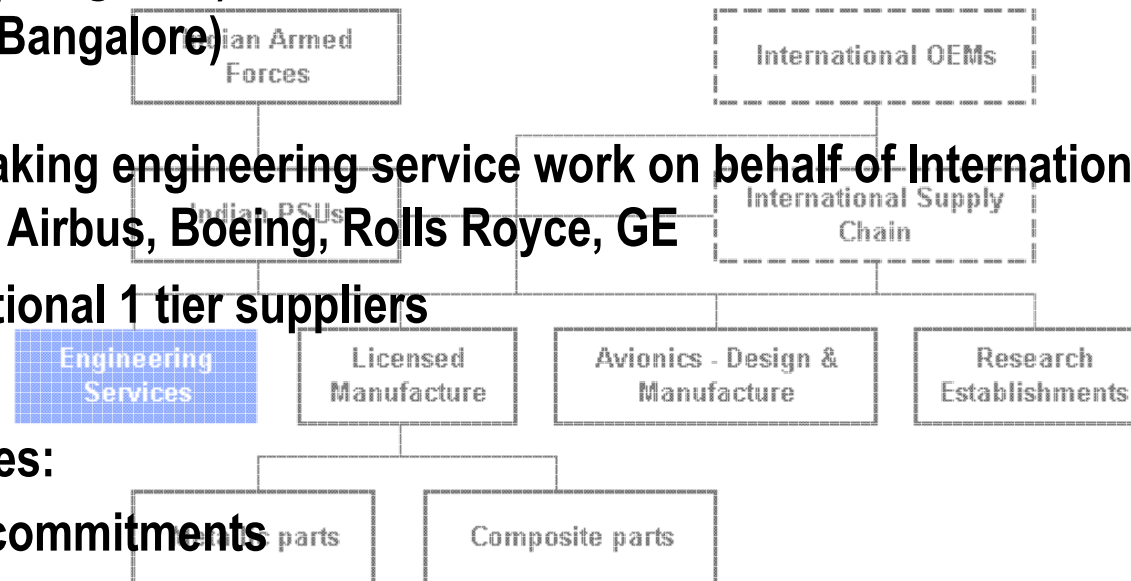 Bangalore)
Indian Armed
Forces
International OEMs
aking engineering service work on behalf of Internation
Indian PSUs
International Supply
Chain
Airbus, Boeing, Rolls Royce, GE
tional 1 tier suppliers
Engineering
Services
Licensed
Manufacture
Avionics - Design &
Manufacture
Research
Establishments
es:
commitments
Metallic parts
Composite parts